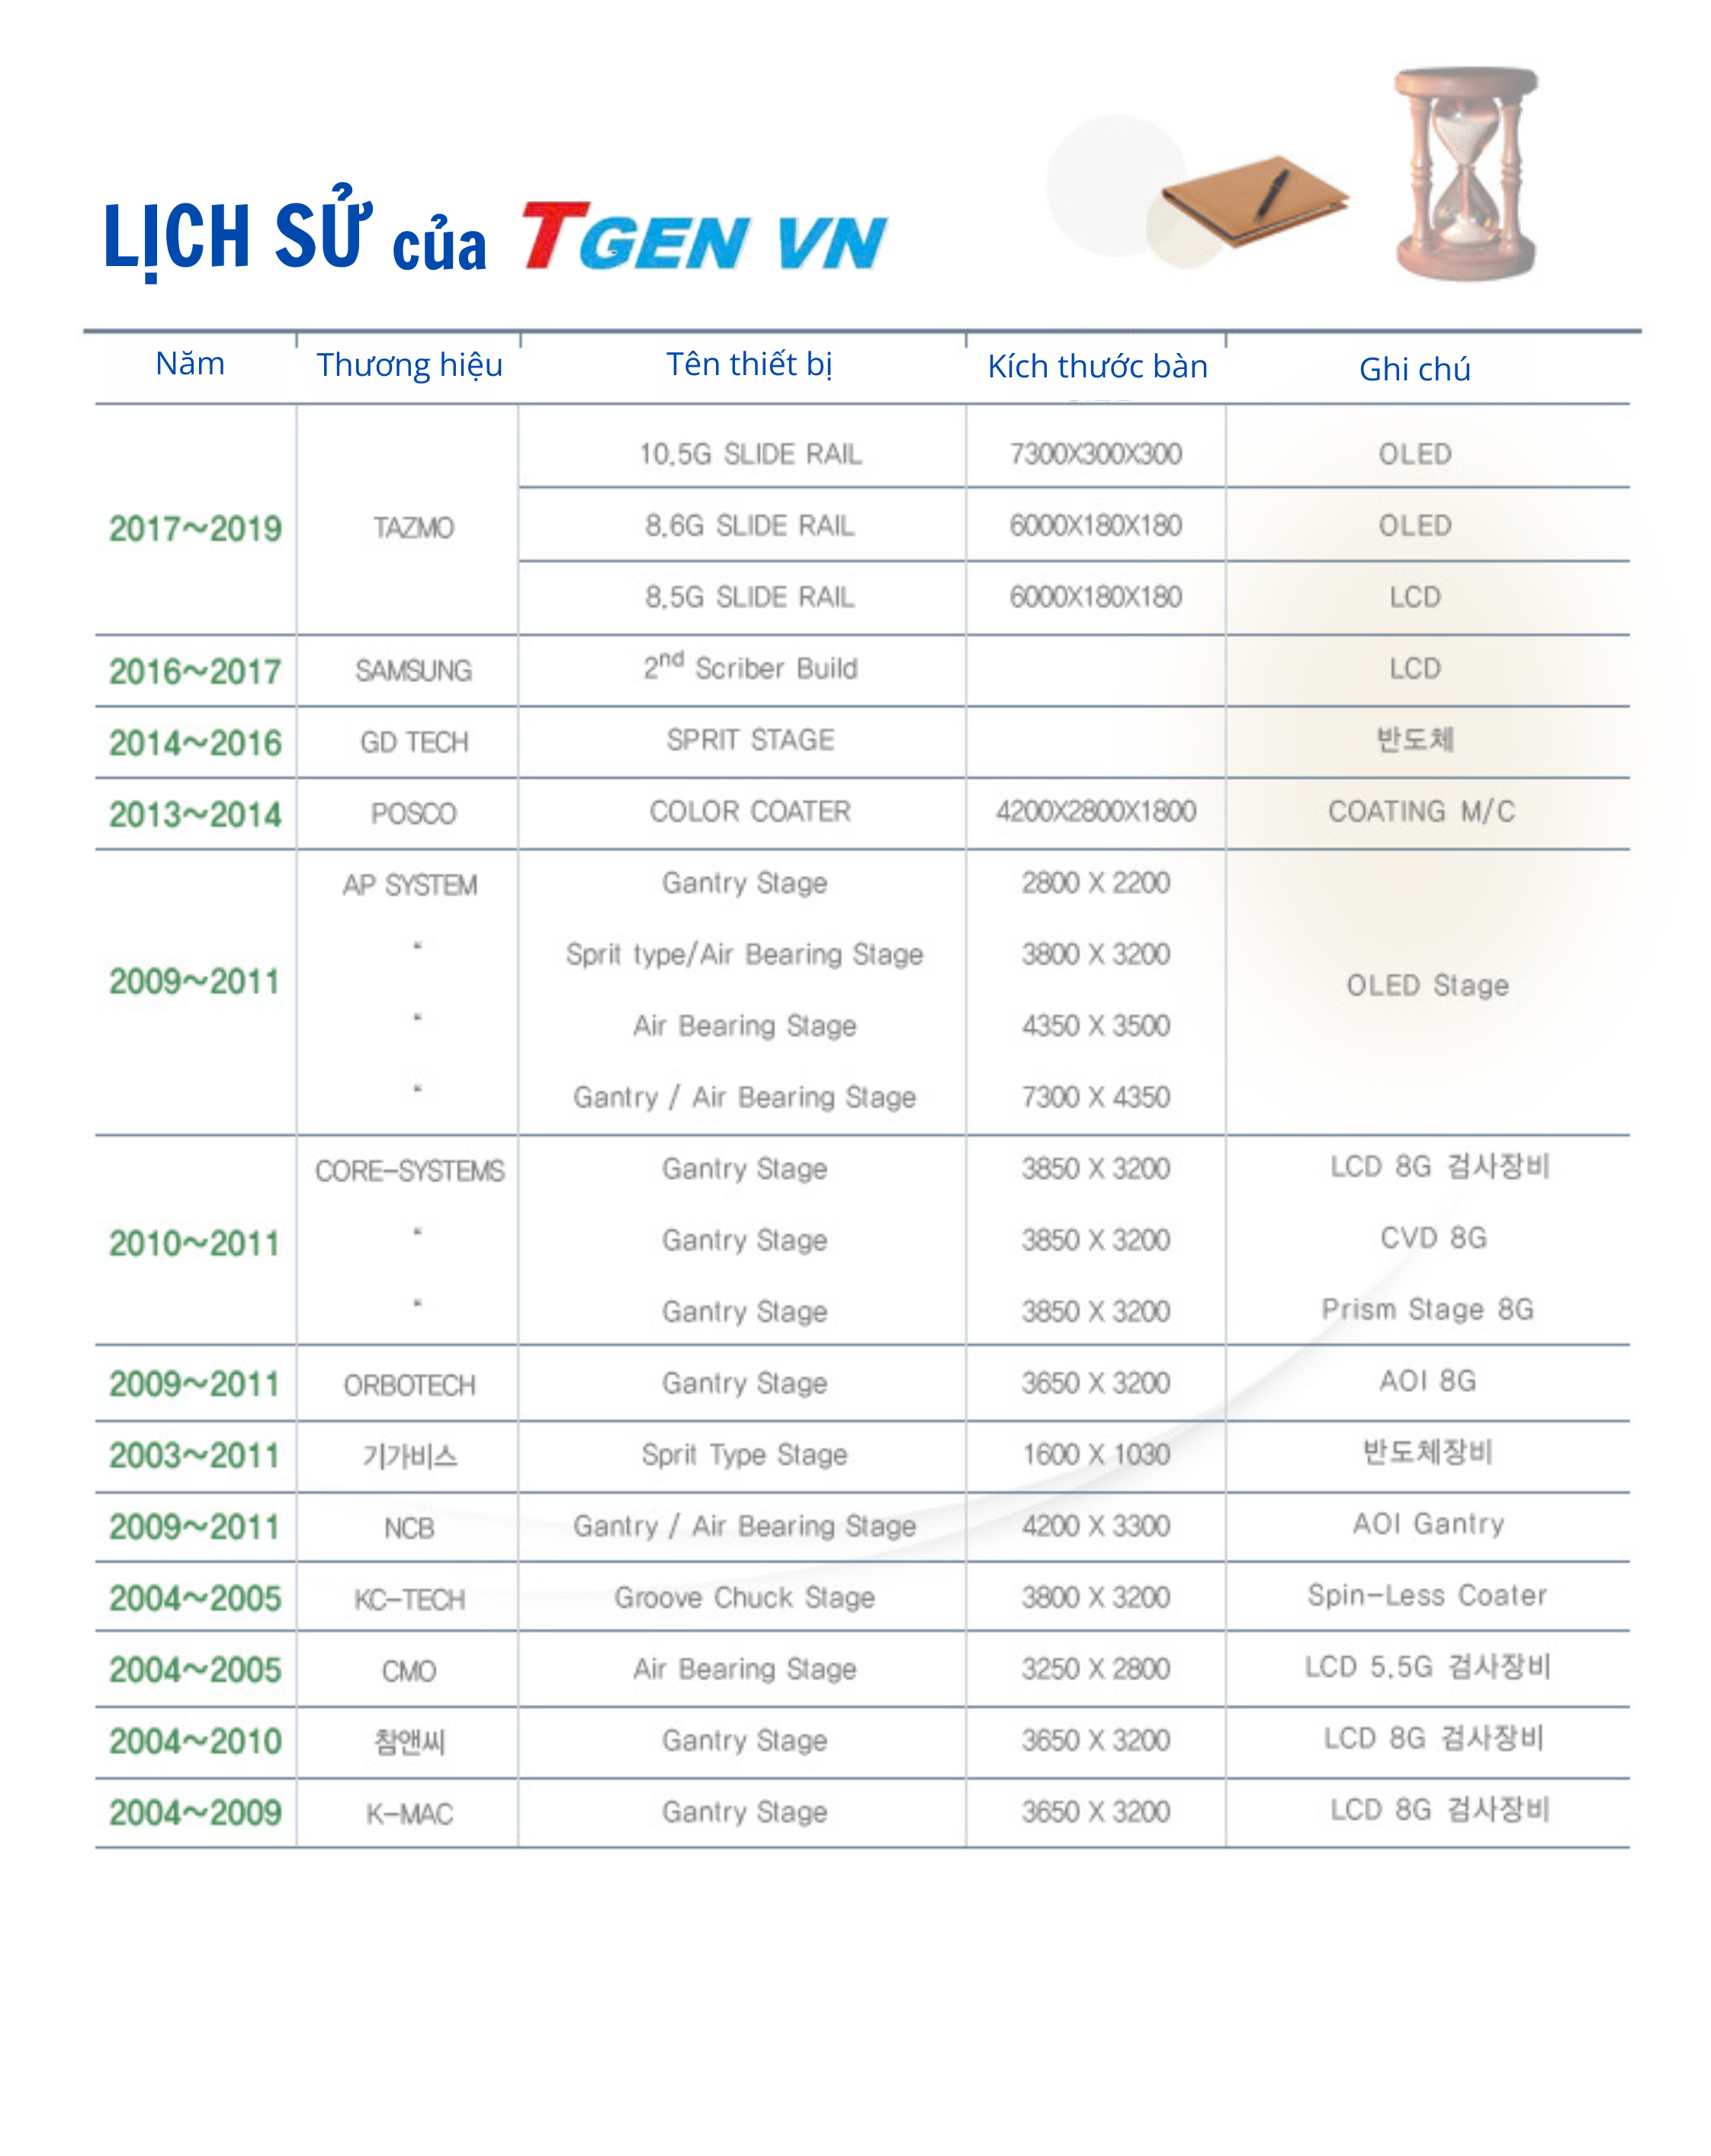 LỊCH SỬ của TGEN VN
Năm Thương hiệu Tên thiết bị Kích thước bàn Ghi chú
10.5G SLIDE RAIL 7300X300X300 OLED
2017~2019 TAZMO 8.6G SLIDE RAIL 6000X180X180 OLED
8.5G SLIDE RAIL 6000X180X180 LCD
2016~2017 SAMSUNG 2nd Scriber Build LCD
2014~2016 GD TECH SPRIT STAGE 반도체
2013~2014 POSCO COLOR COATER 4200X2800X1800 COATING M/C
AP SYSTEM Gantry Stage 2800 X 2200
“ Sprit type/Air Bearing Stage 3800 X 3200
2009~2011 OLED Stage
“ Air Bearing Stage 4350 X 3500
“ Gantry / Air Bearing Stage 7300 X 4350
CORE-SYSTEMS Gantry Stage 3850 X 3200 LCD 8G 검사장비
2010~2011 “ Gantry Stage 3850 X 3200 CVD 8G
“ Gantry Stage 3850 X 3200 Prism Stage 8G
2009~2011 ORBOTECH Gantry Stage 3650 X 3200 AOI 8G
2003~2011 기가비스 Sprit Type Stage 1600 X 1030 반도체장비
2009~2011 NCB Gantry / Air Bearing Stage 4200 X 3300 AOI Gantry
2004~2005 KC-TECH Groove Chuck Stage 3800 X 3200 Spin-Less Coater
2004~2005 CMO Air Bearing Stage 3250 X 2800 LCD 5.5G 검사장비
2004~2010 참앤씨 Gantry Stage 3650 X 3200 LCD 8G 검사장비
2004~2009 K-MAC Gantry Stage 3650 X 3200 LCD 8G 검사장비